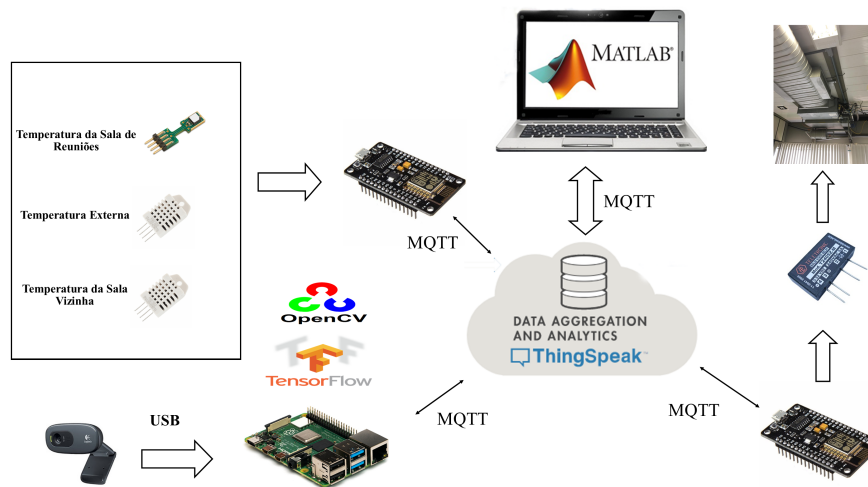 MATLAB®
Temperatura da Sala de
Reuniões
Temperatura Externa
Temperatura da Sala
Vizinha
MQTT
MQTT
OpenCV
TensorFlow
DATA AGGREGATION
AND ANALYTICS
ThingSpeak™
USB
MQTT
MQTT